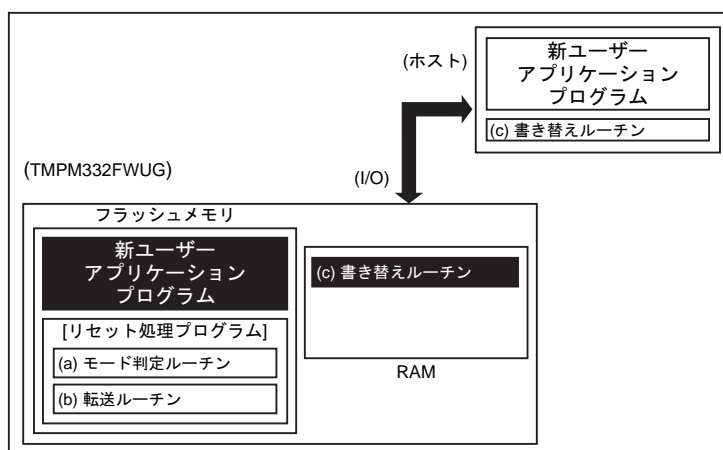 (ホスト)
新ユーザー
アプリケーション
プログラム
(c) 書き替えルーチン
(TMPM332FWUG)
(I/O)
フラッシュメモリ
新ユーザー
アプリケーション
プログラム
[リセット処理プログラム]
(a) モード判定ルーチン
(b) 転送ルーチン
(c) 書き替えルーチン
RAM